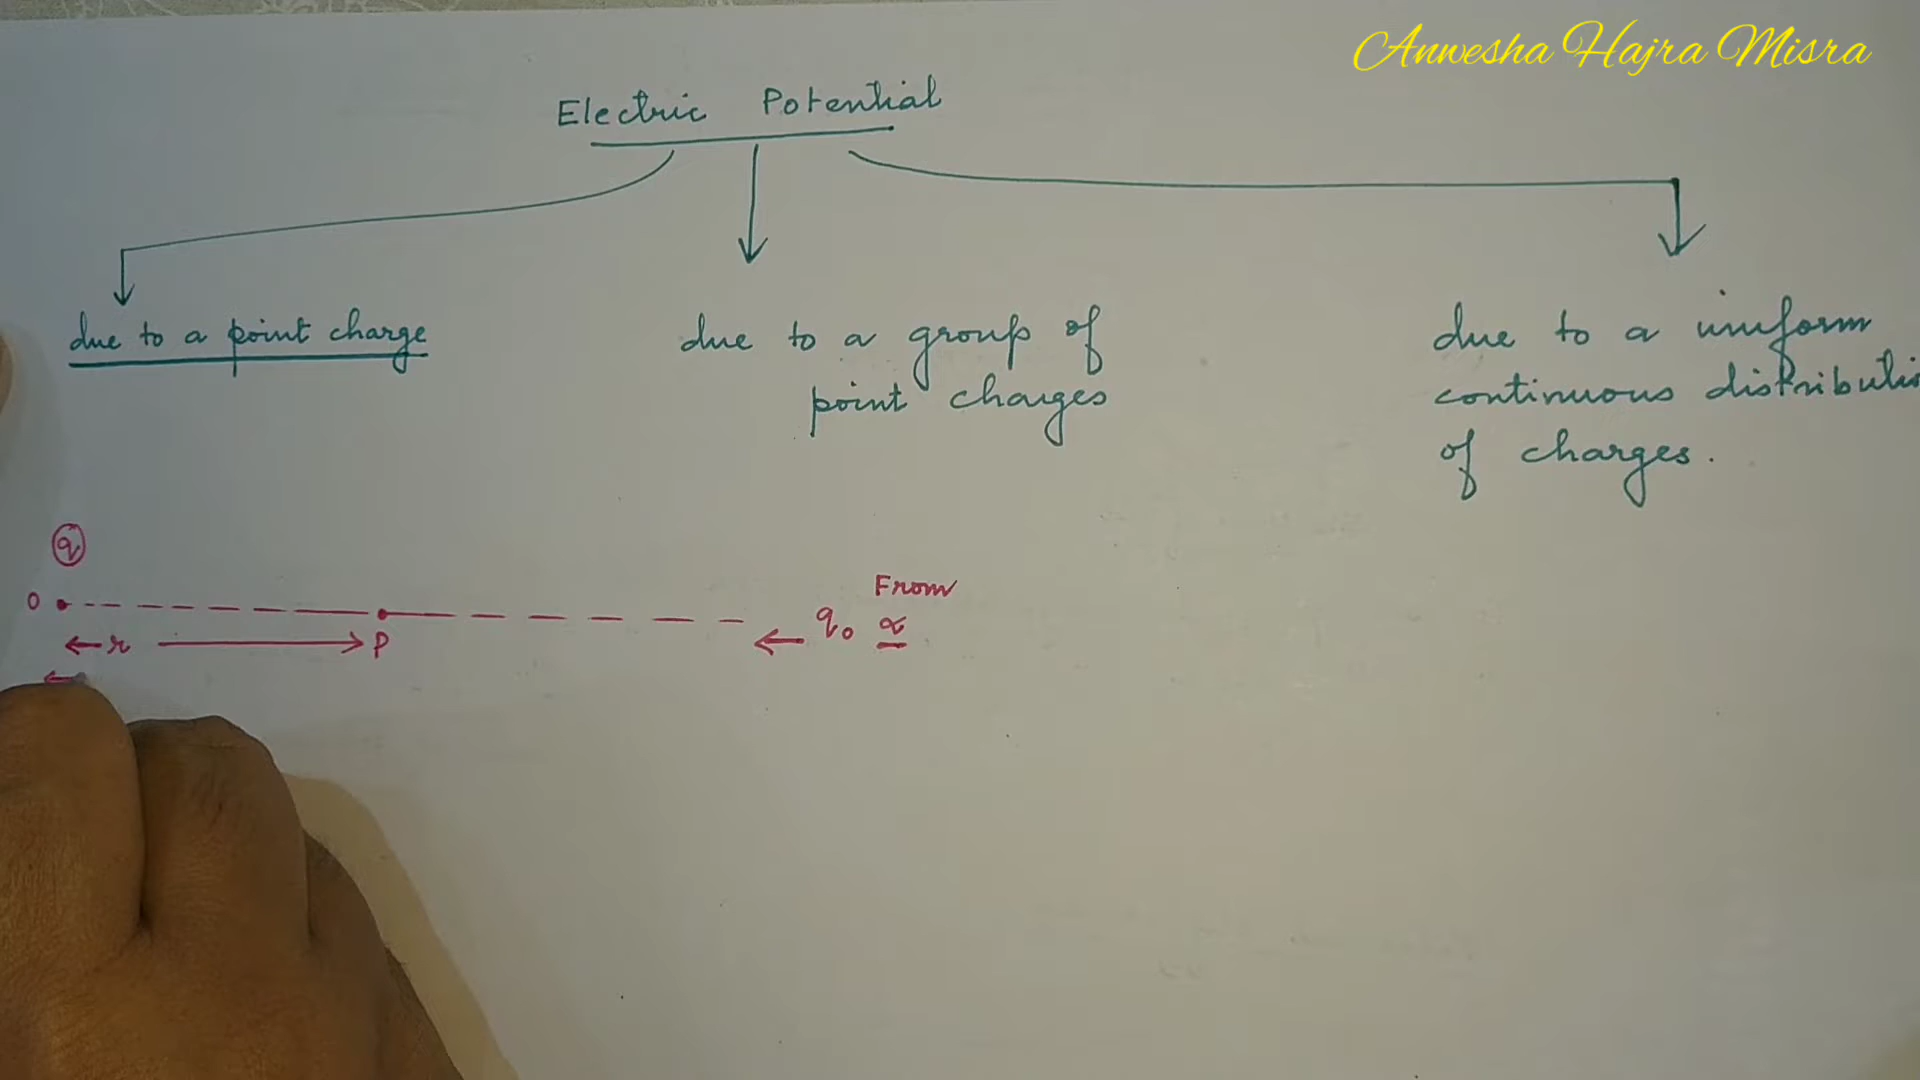 Anwesha Hajra Misra
Electric Potential
due to a point charge
due to a group of
point charges
due to a uniform
continuous distributio
of charges.
q
From
O
q₀ ∝
r
P